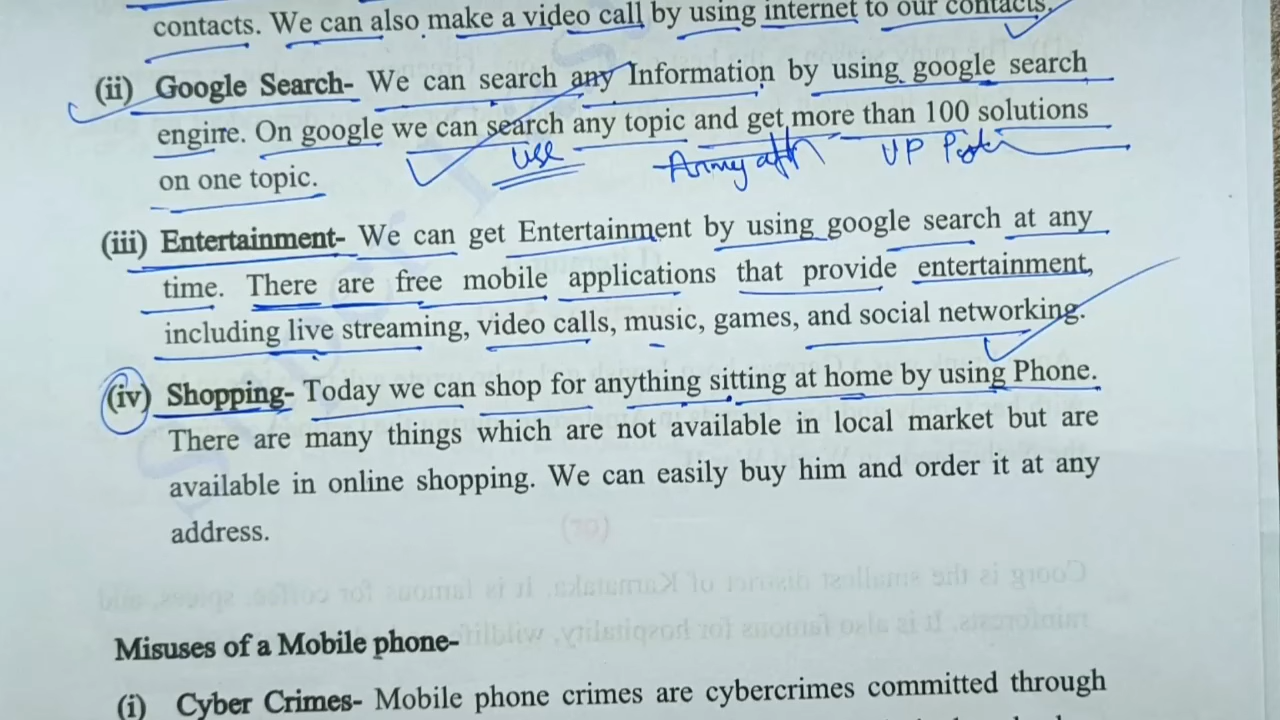 contacts. We can also make a video call by using internet to our contacts.
(ii) Google Search- We can search any Information by using google search
engine. On google we can search any topic and get more than 100 solutions
use Army UP
on one topic.
(iii) Entertainment- We can get Entertainment by using google search at any
time. There are free mobile applications that provide entertainment,
including live streaming, video calls, music, games, and social networking.
(iv) Shopping- Today we can shop for anything sitting at home by using Phone.
There are many things which are not available in local market but are
available in online shopping. We can easily buy him and order it at any
address.
Misuses of a Mobile phone-
(i) Cyber Crimes- Mobile phone crimes are cybercrimes committed through